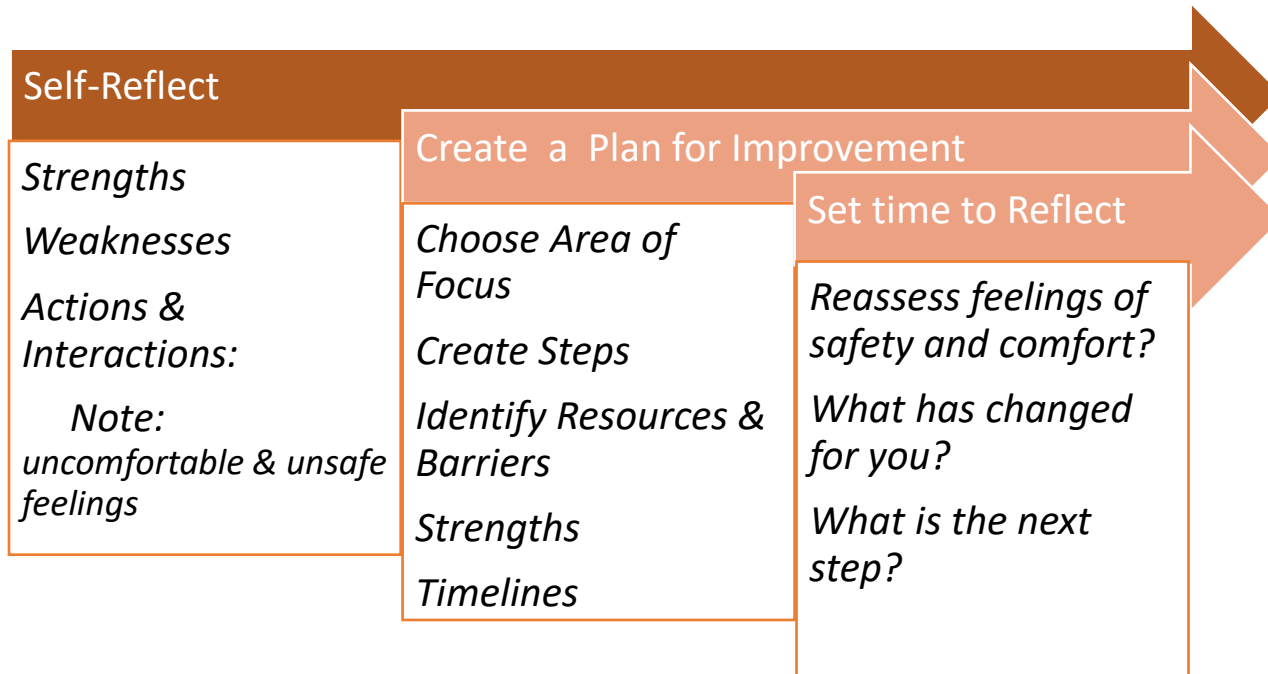 Self-Reflect
Strengths
Weaknesses
Actions &
Interactions:
Note:
uncomfortable & unsafe
feelings
Create a Plan for Improvement
Choose Area of
Focus
Create Steps
Identify Resources &
Barriers
Strengths
Timelines
Set time to Reflect
Reassess feelings of
safety and comfort?
What has changed
for you?
What is the next
step?